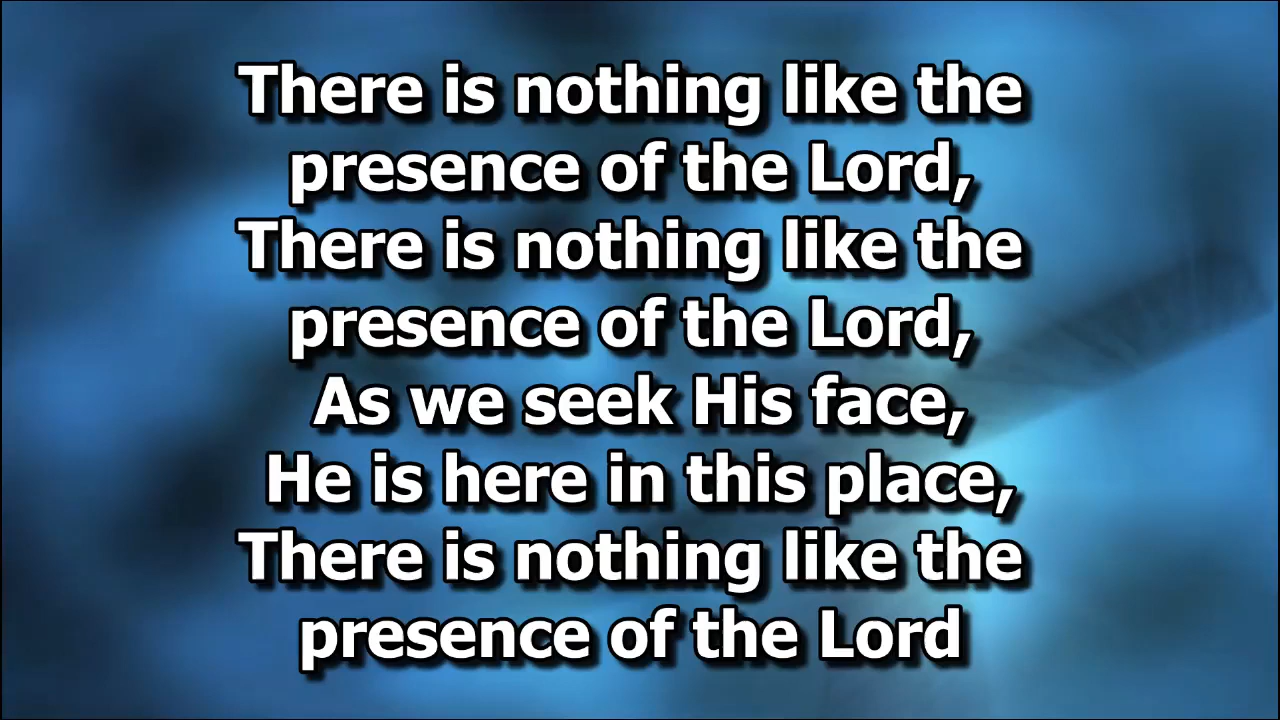 There is nothing like the
presence of the Lord,
There is nothing like the
presence of the Lord,
As we seek His face,
He is here in this place,
There is nothing like the
presence of the Lord